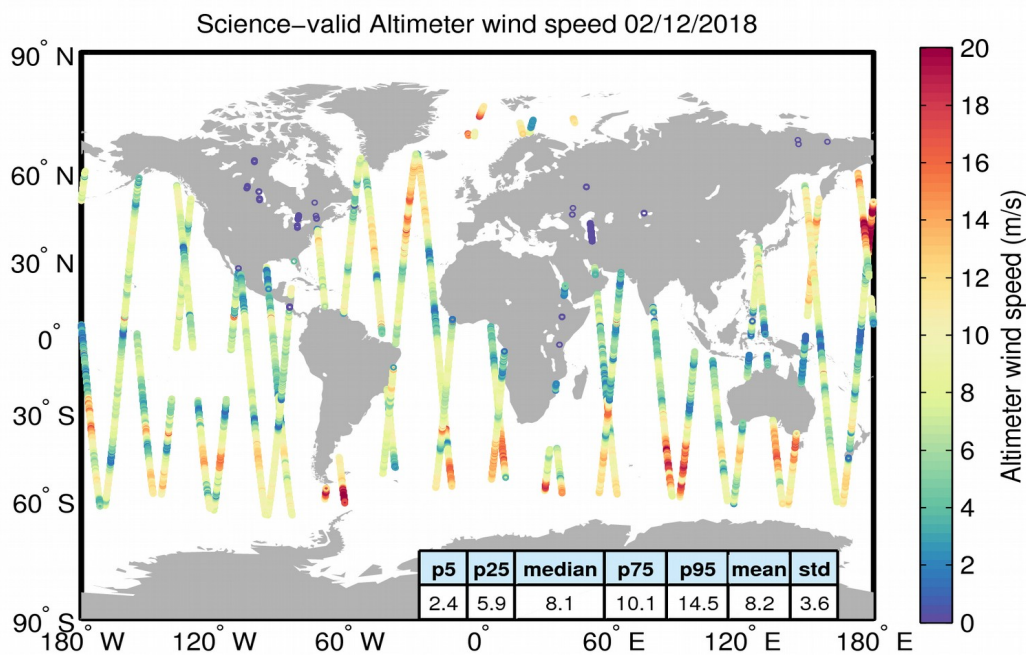 Science−valid Altimeter wind speed 02/12/2018
90° N
60° N
30° N
0°
30° S
60° S
90° S
180° W
120° W
60° W
0°
60° E
120° E
180° E
p5 p25 median p75 p95 mean std
2.4 5.9 8.1 10.1 14.5 8.2 3.6
20
18
16
14
12
10
8
6
4
2
0
Altimeter wind speed (m/s)